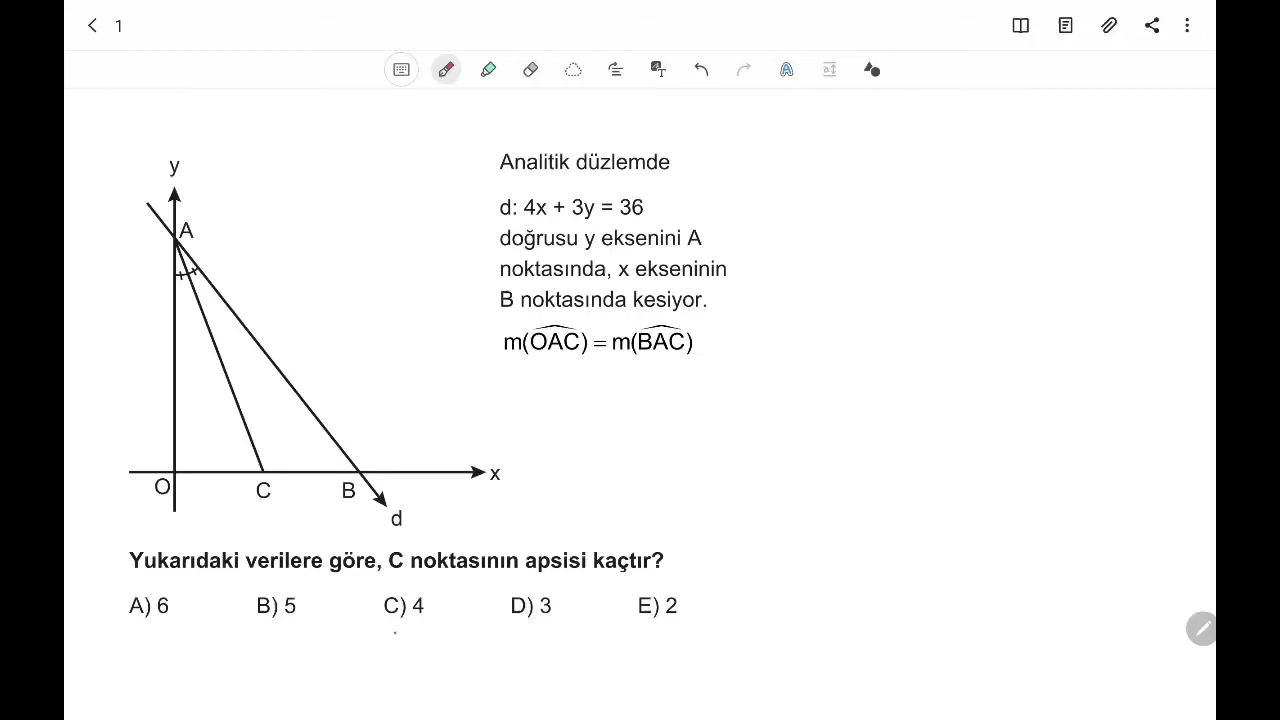 1
y
Analitik düzlemde
d: 4x + 3y = 36
doğrusu y eksenini A
noktasında, x ekseninin
B noktasında kesiyor.
m(OAC) = m(BAC)
A
O
C
B
x
d
Yukarıdaki verilere göre, C noktasının apsisi kaçtır?
A) 6 B) 5 C) 4 D) 3 E) 2